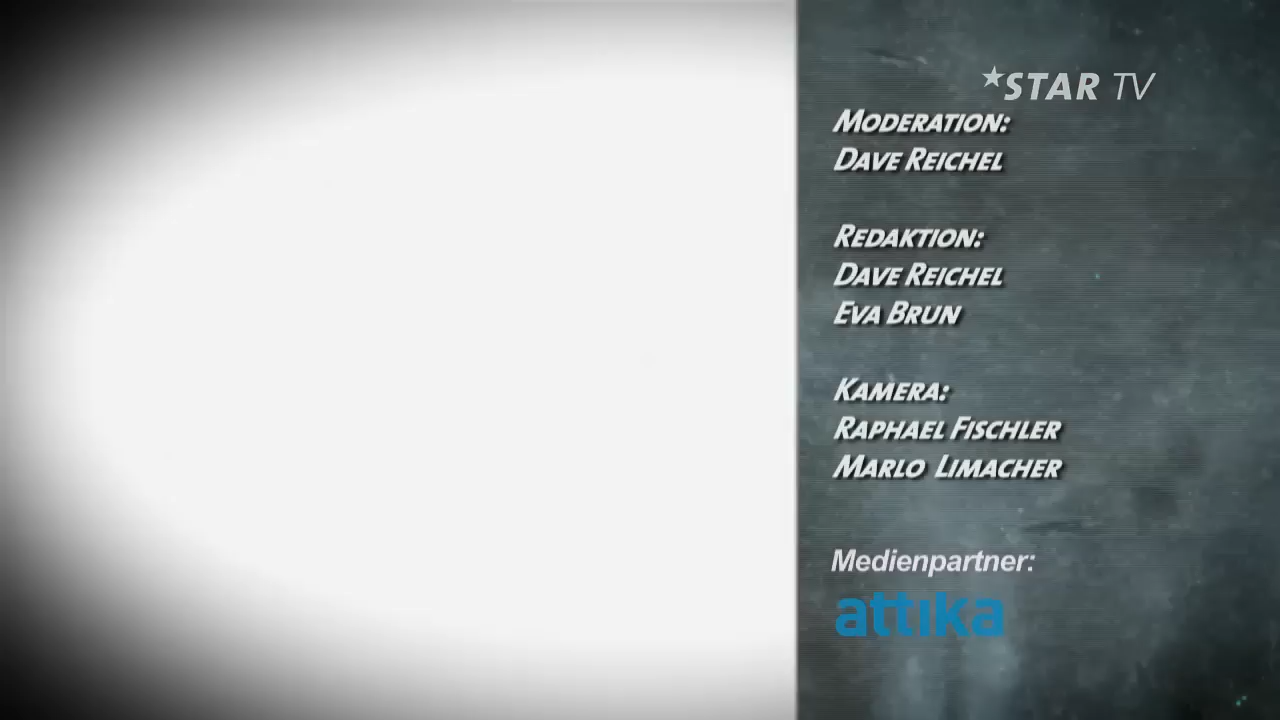 *STAR TV
MODERATION:
DAVE REICHEL
REDAKTION:
DAVE REICHEL
EVA BRUN
KAMERA:
RAPHAEL FISCHLER
MARLO LIMACHER
Medienpartner:
attika